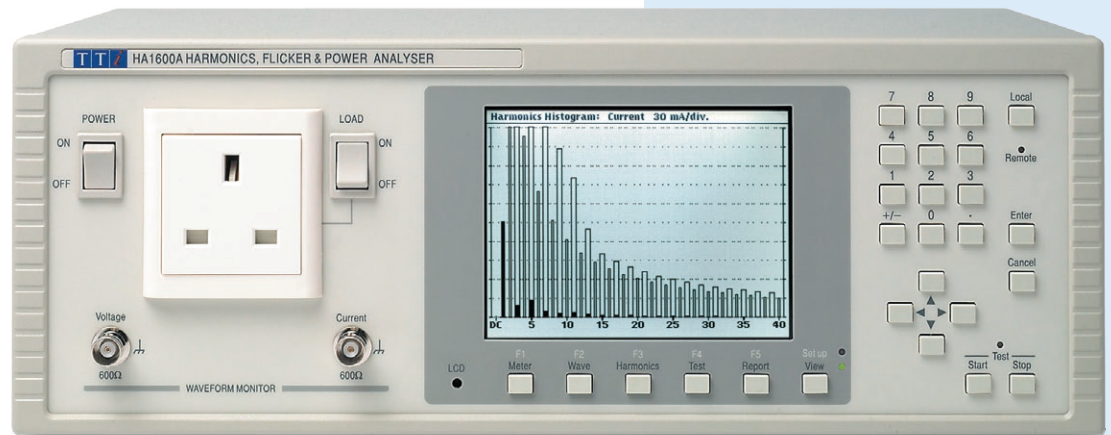 TTi HA1600A HARMONICS, FLICKER & POWER ANALYSER
POWER
ON
OFF
LOAD
ON
OFF
Voltage
600Ω
Current
600Ω
WAVEFORM MONITOR
Harmonics Histogram: Current 30 mA/div.
DC 5 10 15 20 25 30 35 40
LCD
F1 F2 F3 F4 F5 Set up
Meter Wave Harmonics Test Report View
7 8 9 Local
4 5 6
Remote
1 2 3
+/− 0 . Enter
Cancel
Test
Start Stop